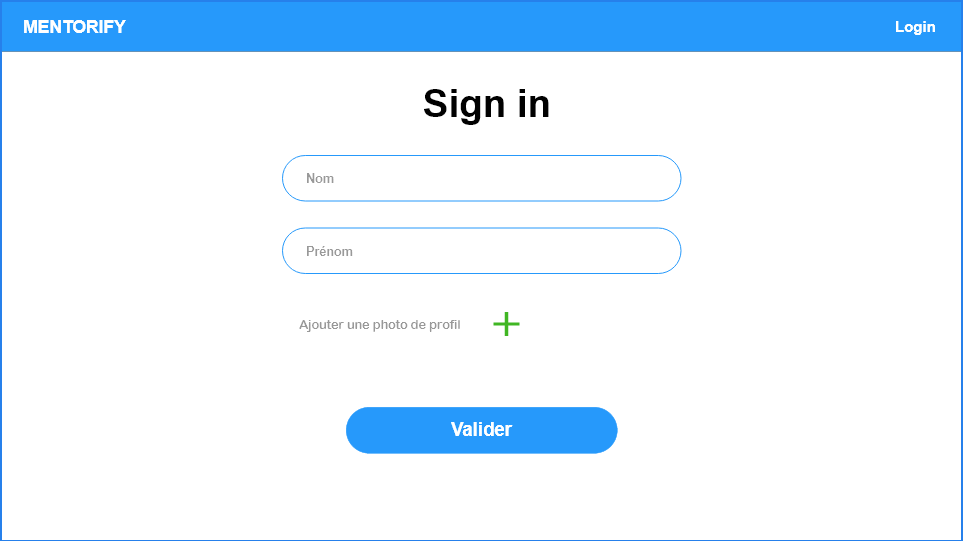 MENTORIFY Login
Sign in
Nom
Prénom
Ajouter une photo de profil
Valider